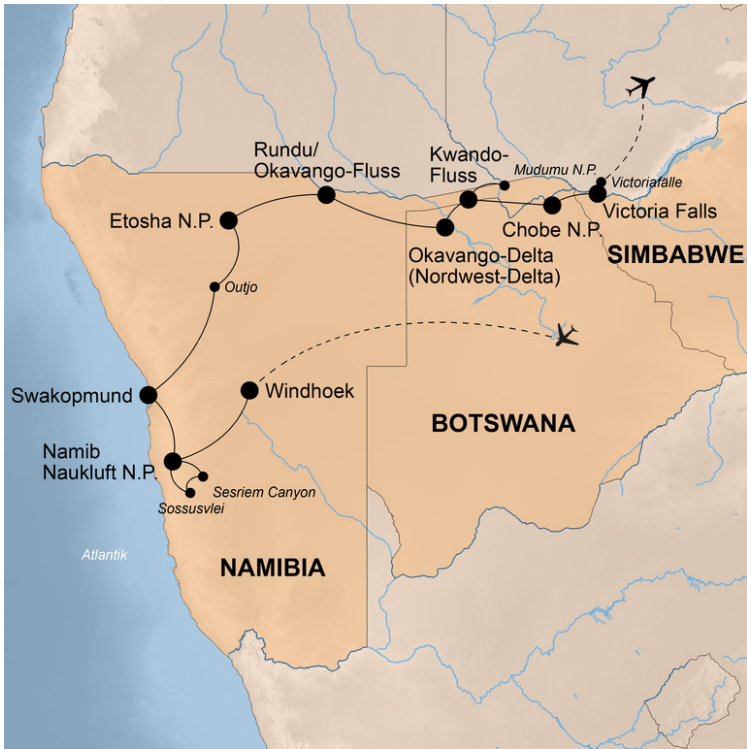 Rundu/
Okavango-Fluss
Kwando-
Fluss
Mudumu N.P.
Victoriafälle
Victoria Falls
Etosha N.P.
Chobe N.P.
Okavango-Delta
(Nordwest-Delta)
SIMBABWE
Outjo
Swakopmund
Windhoek
BOTSWANA
Namib
Naukluft N.P.
Sesriem Canyon
Sossusvlei
Atlantik
NAMIBIA